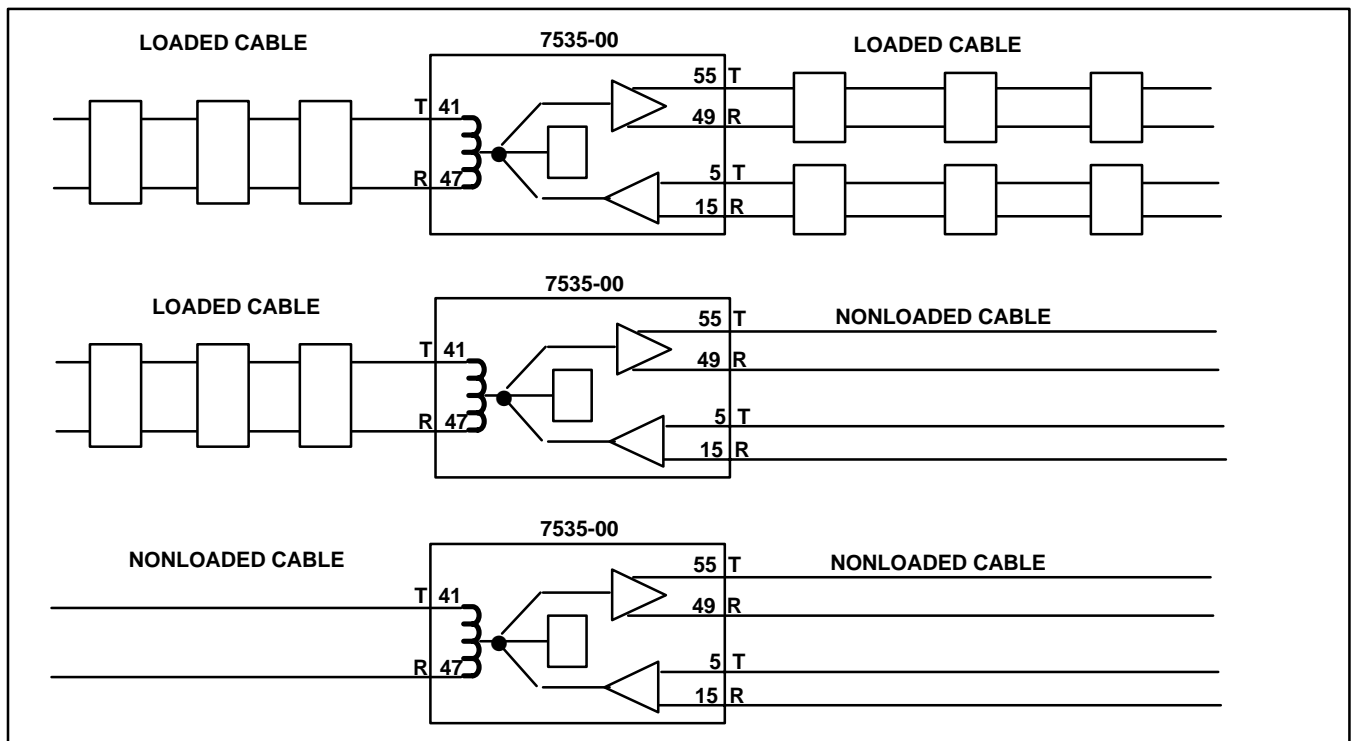 LOADED CABLE
7535-00
LOADED CABLE
T 41
R 47
55 T
49 R
5 T
15 R
LOADED CABLE
7535-00
NONLOADED CABLE
T 41
R 47
55 T
49 R
5 T
15 R
NONLOADED CABLE
7535-00
NONLOADED CABLE
T 41
R 47
55 T
49 R
5 T
15 R